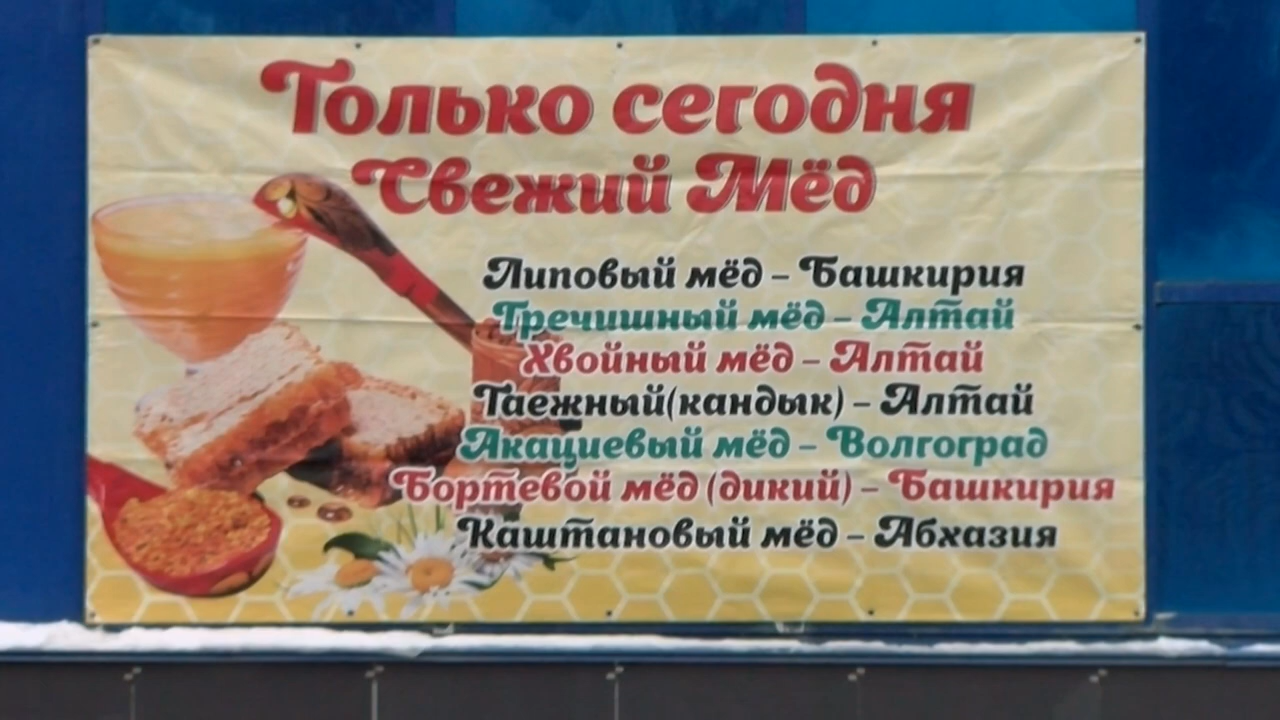 Только сегодня
Свежий Мёд
Липовый мёд – Башкирия
Гречишный мёд – Алтай
Хвойный мёд – Алтай
Таежный(кандык) – Алтай
Акациевый мёд – Волгоград
Бортевой мёд (дикий) – Башкирия
Каштановый мёд – Абхазия